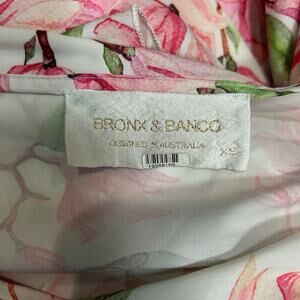 BRONX & BANCO
DESIGNED IN AUSTRALIA
XS